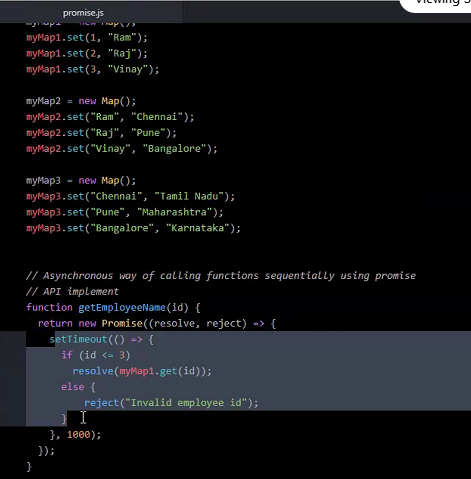 Viewing S
promise.js
myMap1 = new Map();
myMap1.set(1, "Ram");
myMap1.set(2, "Raj");
myMap1.set(3, "Vinay");
myMap2 = new Map();
myMap2.set("Ram", "Chennai");
myMap2.set("Raj", "Pune");
myMap2.set("Vinay", "Bangalore");
myMap3 = new Map();
myMap3.set("Chennai", "Tamil Nadu");
myMap3.set("Pune", "Maharashtra");
myMap3.set("Bangalore", "Karnataka");
// Asynchronous way of calling functions sequentially using promise
// API implement
function getEmployeeName(id) {
return new Promise((resolve, reject) => {
setTimeout(() => {
if (id <= 3)
resolve(myMap1.get(id));
else {
reject("Invalid employee id");
}
}, 1000);
});
}